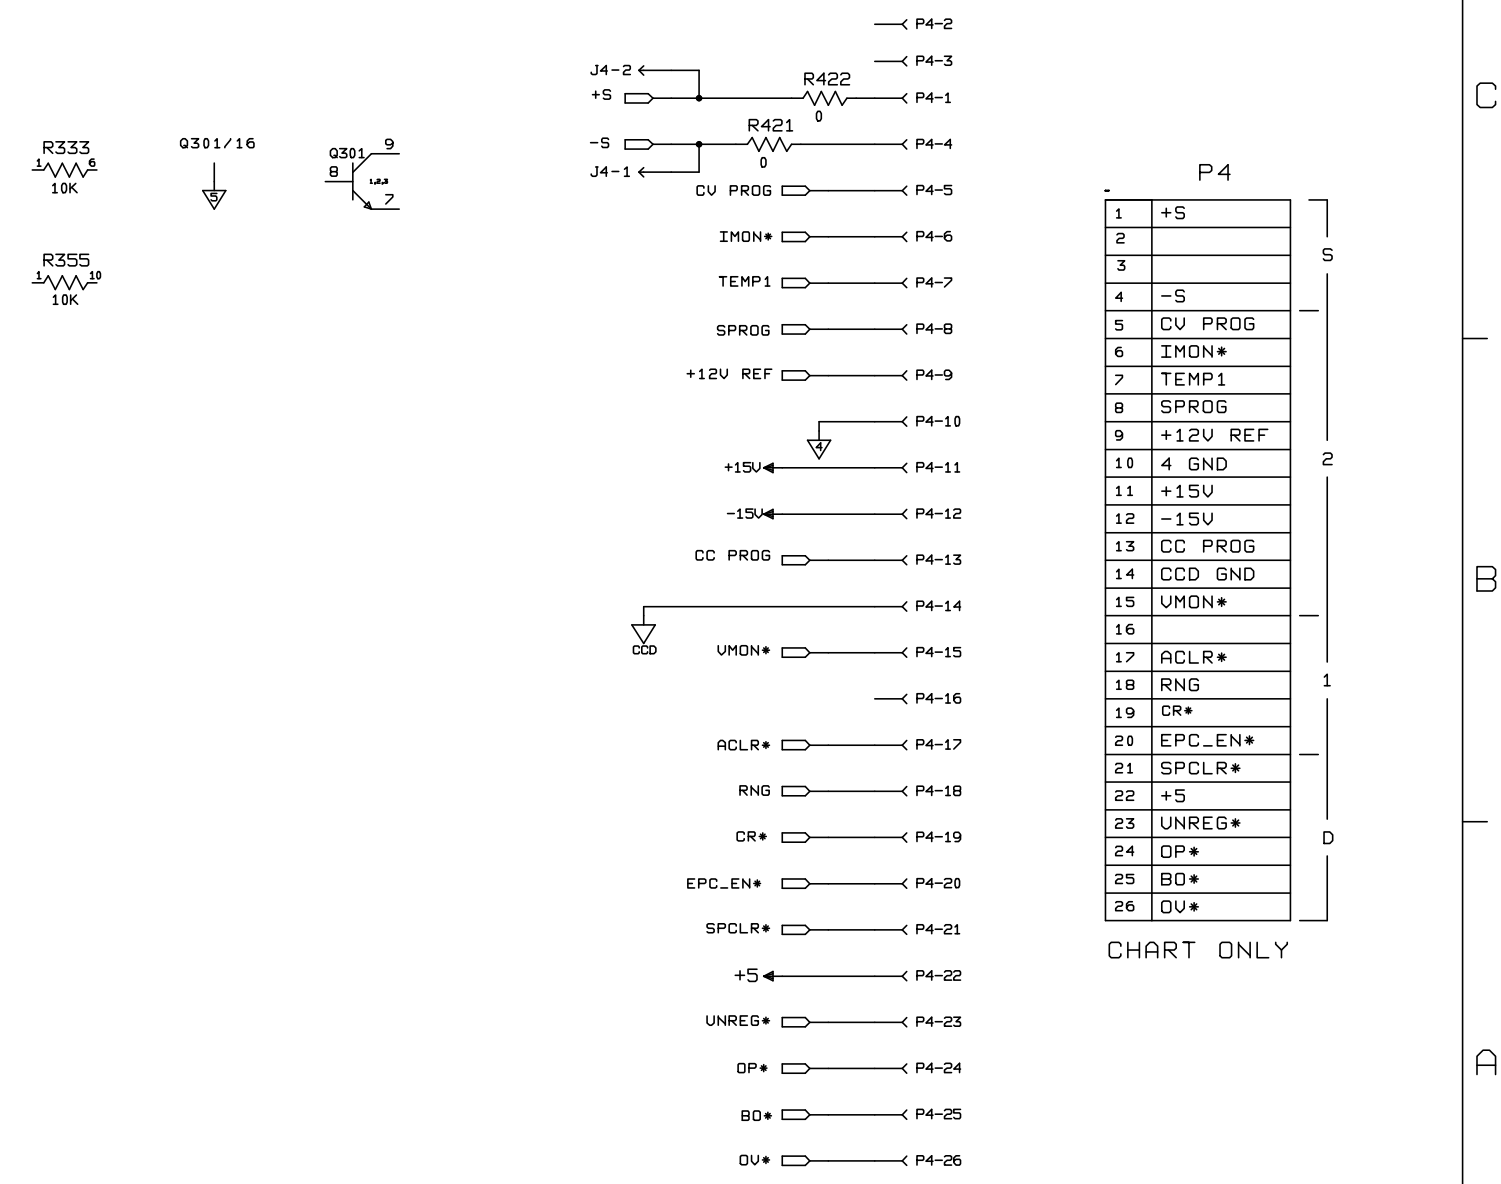 P4-2
P4-3
J4-2
R422
+S
P4-1
0
R421
-S
P4-4
0
J4-1
CV PROG
P4-5
IMON*
P4-6
TEMP1
P4-7
SPROG
P4-8
+12V REF
P4-9
P4-10
4
+15V
P4-11
-15V
P4-12
CC PROG
P4-13
P4-14
CCD
VMON*
P4-15
P4-16
ACLR*
P4-17
RNG
P4-18
CR*
P4-19
EPC_EN*
P4-20
SPCLR*
P4-21
+5
P4-22
UNREG*
P4-23
OP*
P4-24
BO*
P4-25
OV*
P4-26
R333
1 6
10K
Q301/16
5
Q301
9
8
1,2,3
7
R355
1 10
10K
P4
1 +S
2
3
4 -S
5 CV PROG
6 IMON*
7 TEMP1
8 SPROG
9 +12V REF
10 4 GND
11 +15V
12 -15V
13 CC PROG
14 CCD GND
15 VMON*
16
17 ACLR*
18 RNG
19 CR*
20 EPC_EN*
21 SPCLR*
22 +5
23 UNREG*
24 OP*
25 BO*
26 OV*
S
2
1
D
CHART ONLY
C
B
A